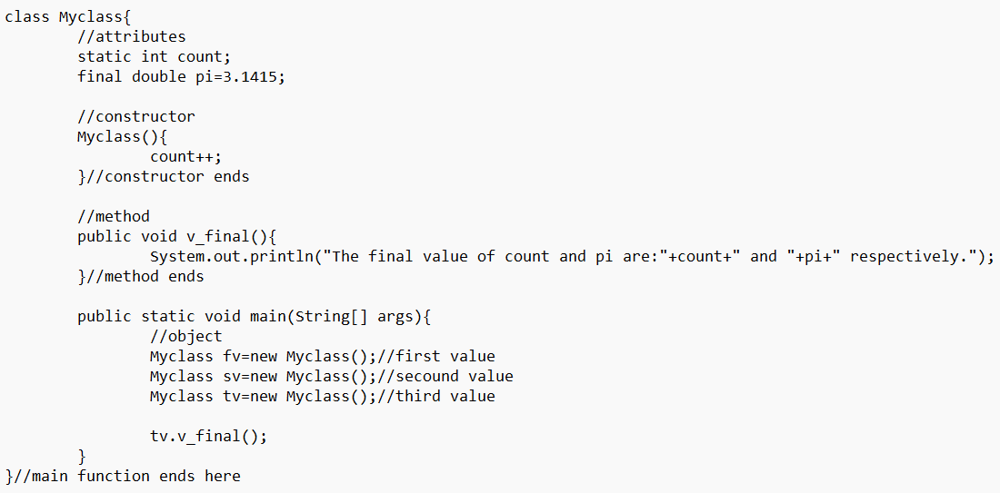 class Myclass{
//attributes
static int count;
final double pi=3.1415;
//constructor
Myclass(){
count++;
}//constructor ends
//method
public void v_final(){
System.out.println("The final value of count and pi are:"+count+" and "+pi+" respectively.");
}//method ends
public static void main(String[] args){
//object
Myclass fv=new Myclass();//first value
Myclass sv=new Myclass();//secound value
Myclass tv=new Myclass();//third value
tv.v_final();
}
}//main function ends here